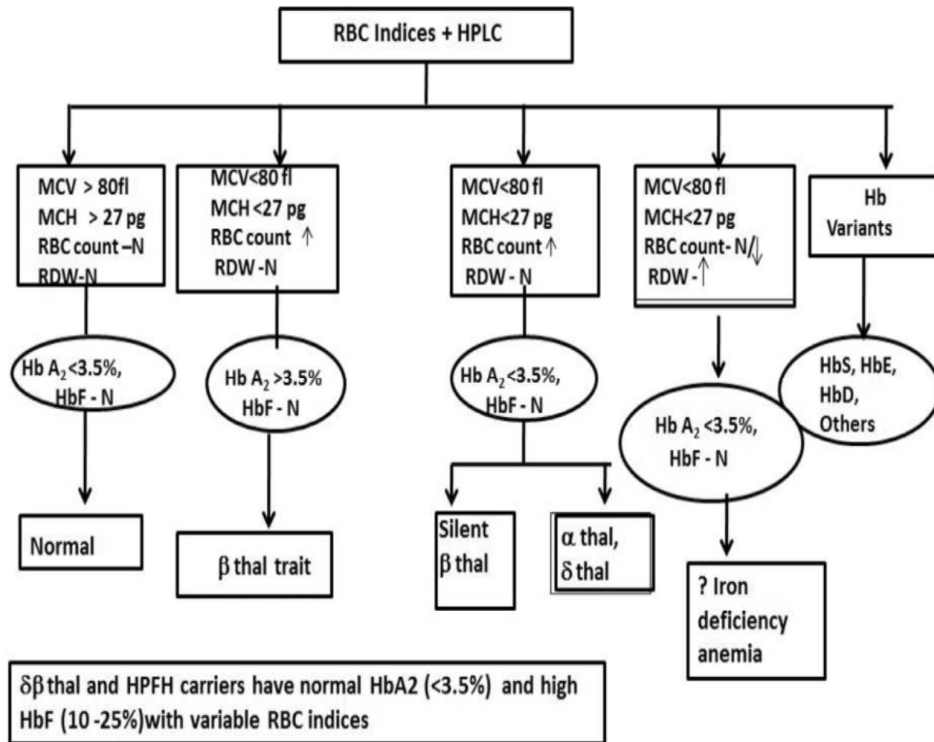 RBC Indices + HPLC
MCV > 80fl
MCH > 27 pg
RBC count –N
RDW-N
MCV<80 fl
MCH <27 pg
RBC count ↑
RDW -N
MCV<80 fl
MCH<27 pg
RBC count ↑
RDW - N
MCV<80 fl
MCH<27 pg
RBC count- N/↓
RDW -↑
Hb
Variants
Hb A₂ <3.5%,
HbF - N
Hb A₂ >3.5%
HbF - N
Hb A₂ <3.5%,
HbF - N
Hb A₂ <3.5%,
HbF - N
HbS, HbE,
HbD,
Others
Normal
β thal trait
Silent
β thal
α thal,
δ thal
? Iron
deficiency
anemia
δβ thal and HPFH carriers have normal HbA2 (<3.5%) and high
HbF (10 -25%)with variable RBC indices